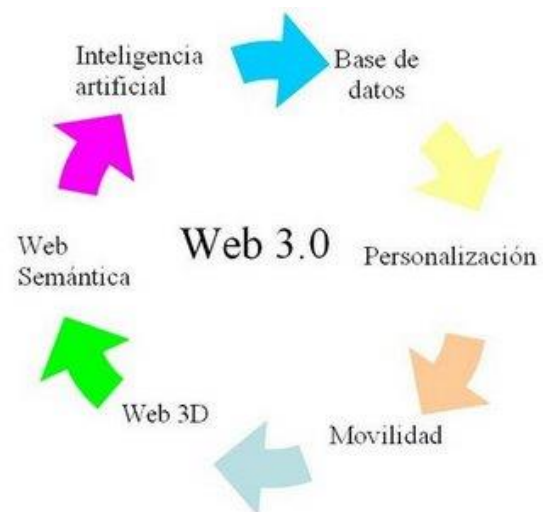 Inteligencia
artificial
Base de
datos
Web 3.0
Personalización
Movilidad
Web 3D
Web
Semántica